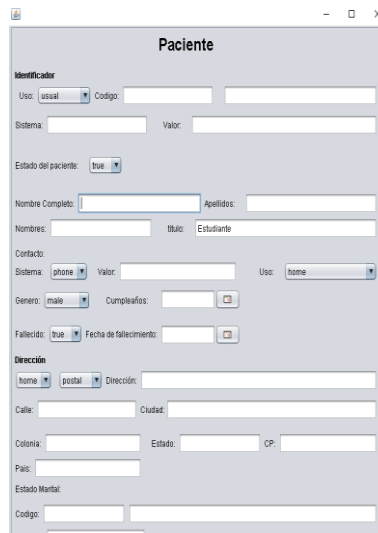 Paciente
Identificador
Uso: usual Codigo:
Sistema: Valor:
Estado del paciente: true
Nombre Completo: Apellidos:
Nombres: titulo: Estudiante
Contacto:
Sistema: phone Valor: Uso: home
Genero: male Cumpleaños:
Fallecido: true Fecha de fallecimiento:
Dirección
home postal Dirección:
Calle: Ciudad:
Colonia: Estado: CP:
Pais:
Estado Marital:
Codigo: